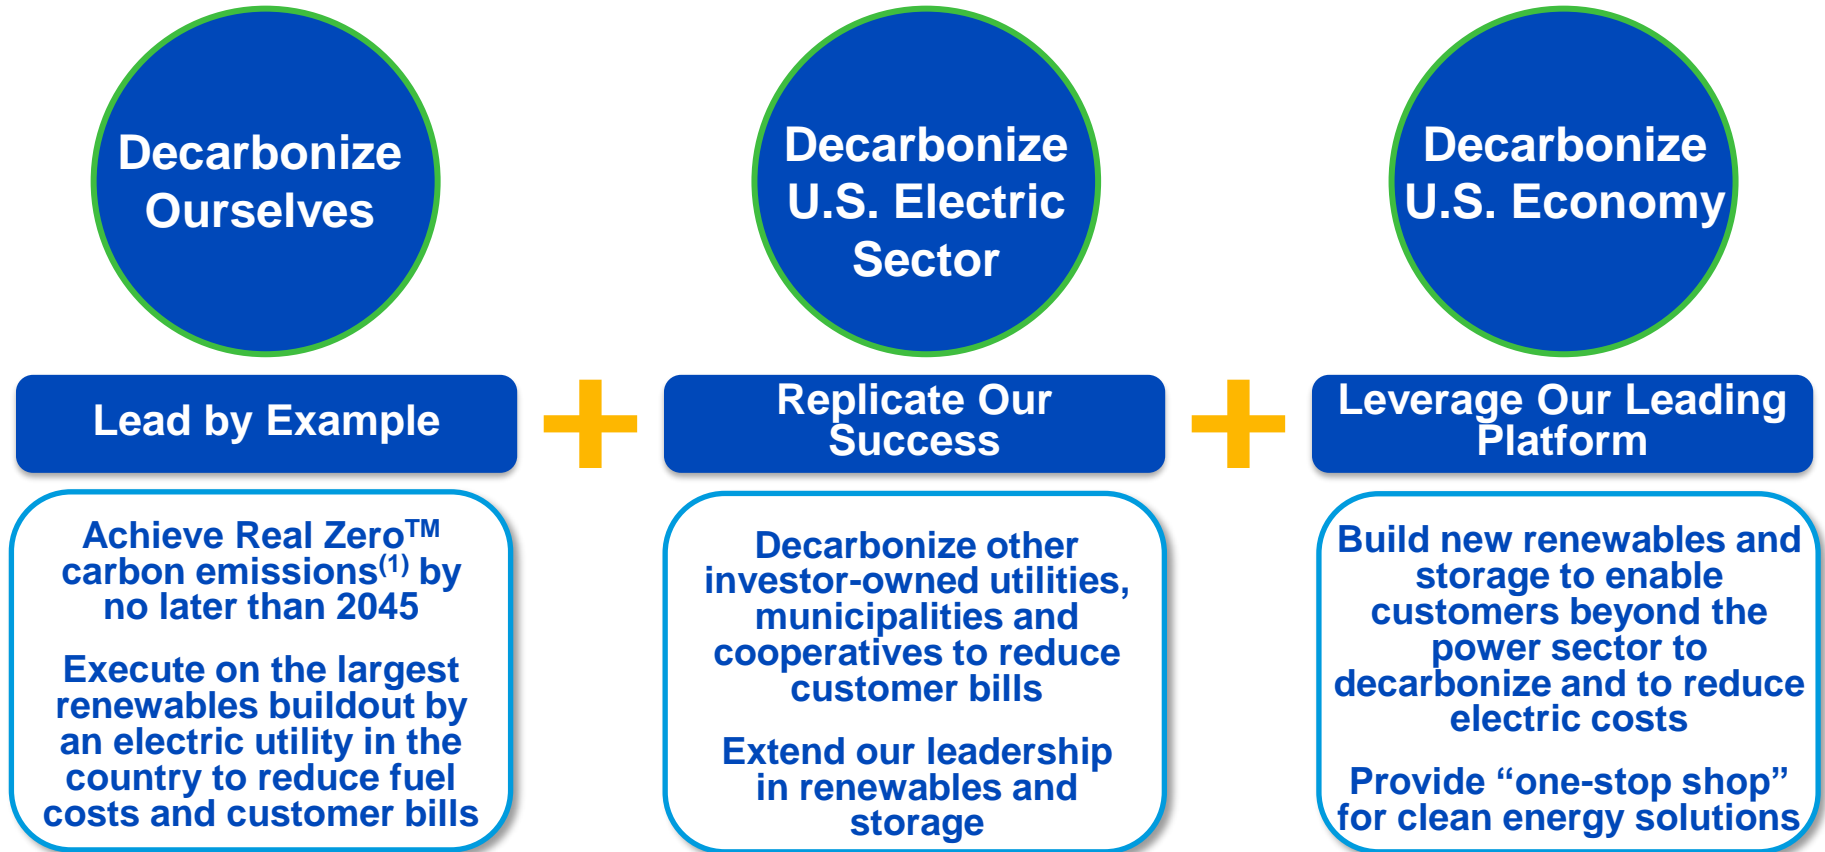 Decarbonize
Ourselves
Decarbonize
U.S. Electric
Sector
Decarbonize
U.S. Economy
Lead by Example
Replicate Our
Success
Leverage Our Leading
Platform
Achieve Real Zero™
carbon emissions(1) by
no later than 2045
Execute on the largest
renewables buildout by
an electric utility in the
country to reduce fuel
costs and customer bills
Decarbonize other
investor-owned utilities,
municipalities and
cooperatives to reduce
customer bills
Extend our leadership
in renewables and
storage
Build new renewables and
storage to enable
customers beyond the
power sector to
decarbonize and to reduce
electric costs
Provide “one-stop shop”
for clean energy solutions